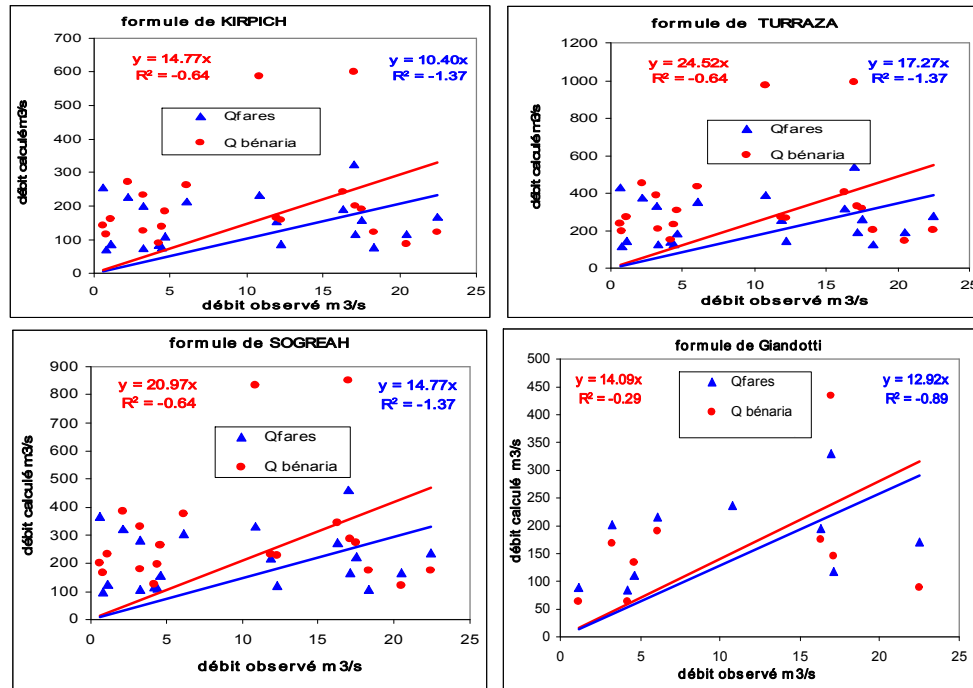 formule de KIRPICH
débit calculé m3/s
700
600
500
400
300
200
100
0
y = 14.77x
R² = -0.64
y = 10.40x
R² = -1.37
Qfares
Q bénaria
0 5 10 15 20 25
débit observé m3/s
formule de TURRAZA
débit calculé m3/s
1200
1000
800
600
400
200
0
y = 24.52x
R² = -0.64
y = 17.27x
R² = -1.37
Qfares
Q bénaria
0 5 10 15 20 25
débit observé m3/s
formule de SOGREAH
débit calculé m3/s
900
800
700
600
500
400
300
200
100
0
y = 20.97x
R² = -0.64
y = 14.77x
R² = -1.37
Qfares
Q bénaria
0 5 10 15 20 25
débit observé m3/s
formule de Giandotti
débit calculé m3/s
500
450
400
350
300
250
200
150
100
50
0
y = 14.09x
R² = -0.29
y = 12.92x
R² = -0.89
Qfares
Q bénaria
0 5 10 15 20 25
débit observé m3/s